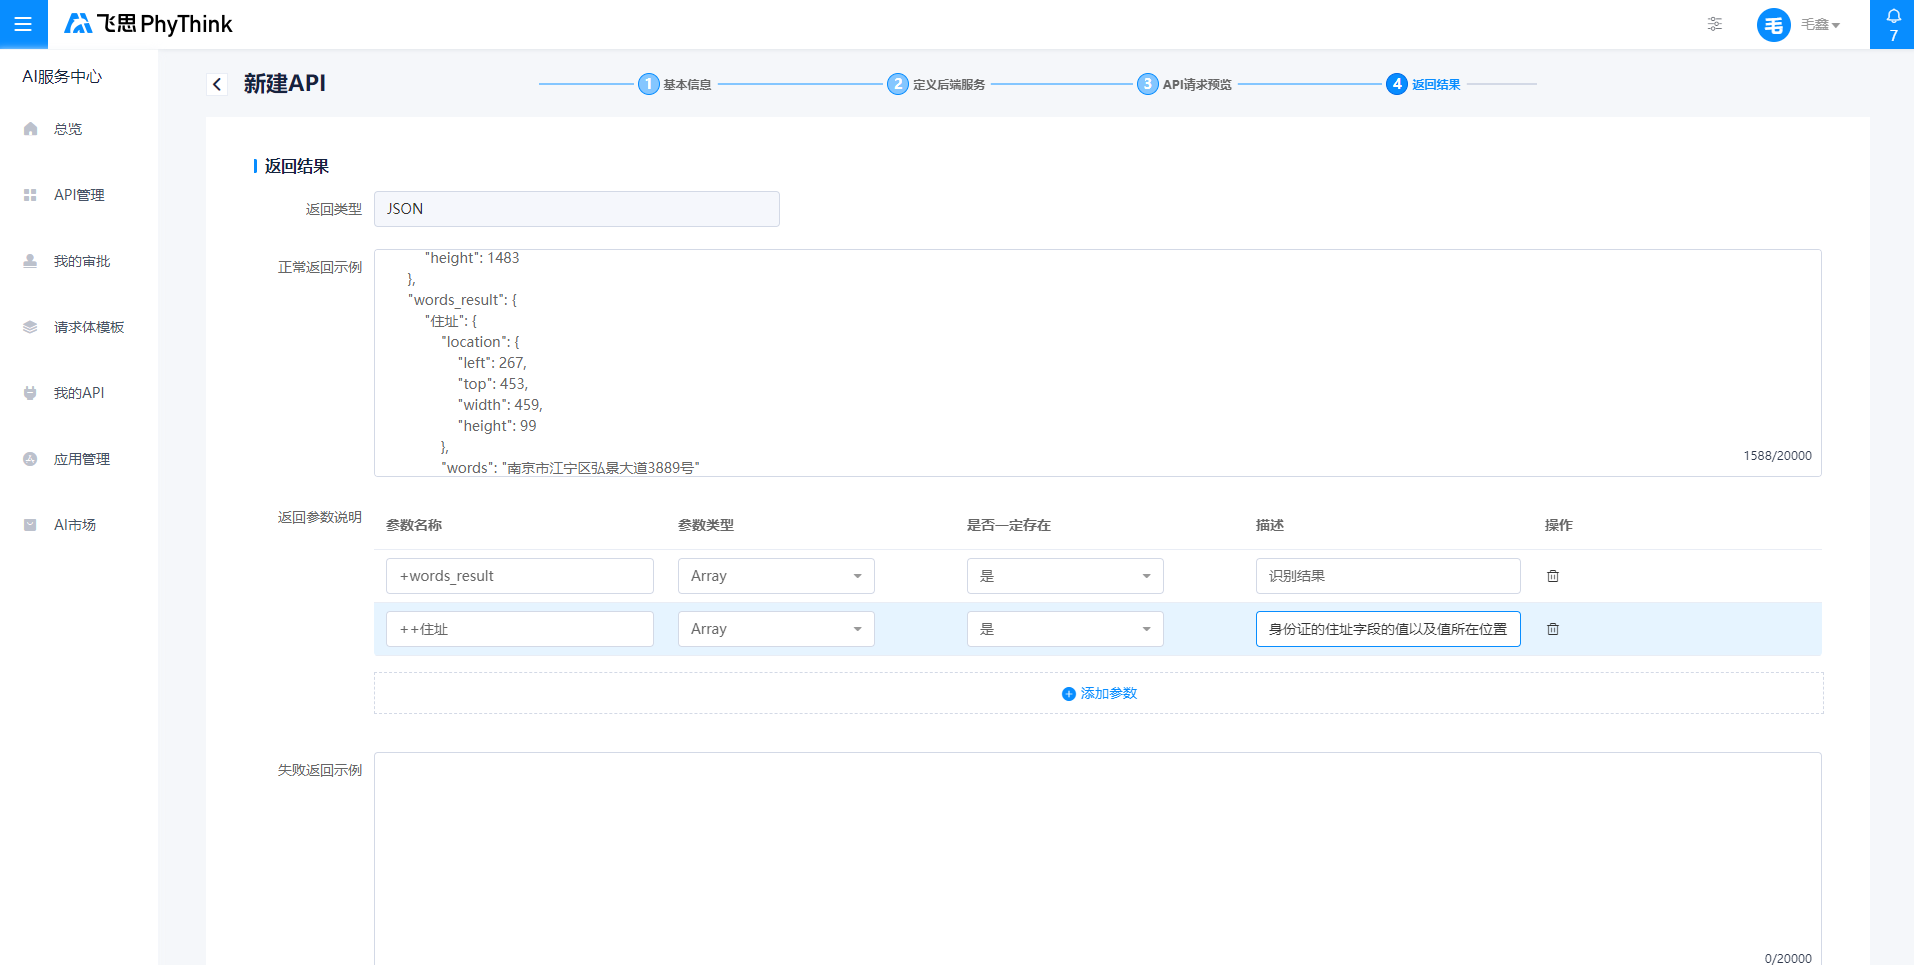 飞思 PhyThink
毛
毛鑫
7
AI服务中心
总览
API管理
我的审批
请求体模板
我的API
应用管理
AI市场
新建API
1 基本信息
2 定义后端服务
3 API请求预览
4 返回结果
返回结果
返回类型
JSON
正常返回示例
"height": 1483
},
"words_result": {
"住址": {
"location": {
"left": 267,
"top": 453,
"width": 459,
"height": 99
},
"words": "南京市江宁区弘景大道3889号"
1588/20000
返回参数说明
参数名称 参数类型 是否一定存在 描述 操作
+words_result Array 是 识别结果
++住址 Array 是 身份证的住址字段的值以及值所在位置
添加参数
失败返回示例
0/20000